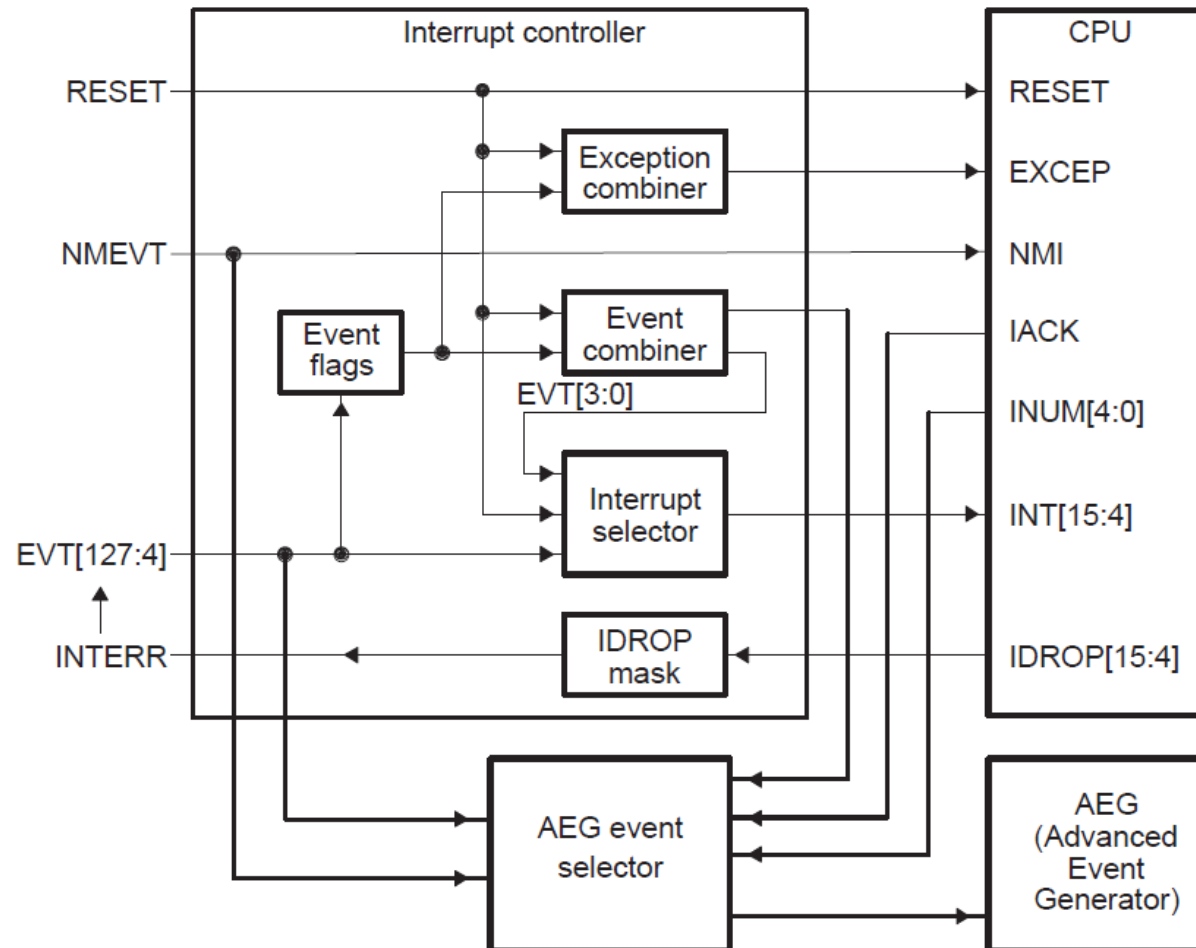 Interrupt controller
CPU
RESET
RESET
Exception
combiner
EXCEP
NMEVT
NMI
Event
flags
Event
combiner
IACK
EVT[3:0]
INUM[4:0]
Interrupt
selector
INT[15:4]
EVT[127:4]
INTERR
IDROP
mask
IDROP[15:4]
AEG event
selector
AEG
(Advanced
Event
Generator)